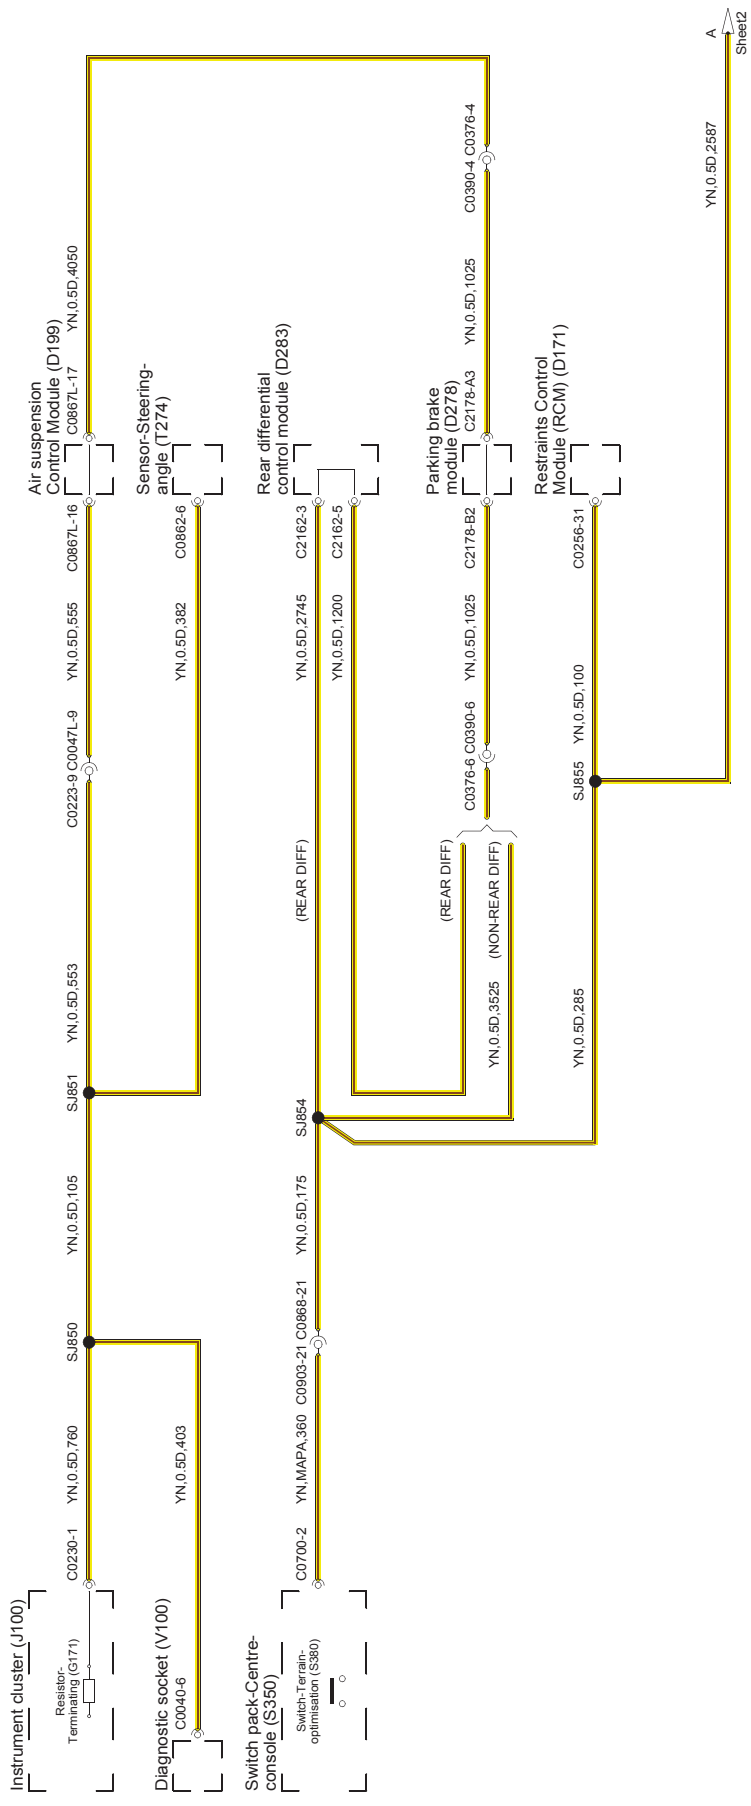 Instrument cluster (J100)
Resistor-
Terminating (G171)
C0230-1
YN,0.5D,760
SJ850
YN,0.5D,105
SJ851
YN,0.5D,553
C0223-9 C0047L-9
YN,0.5D,555
C0867L-16
Air suspension
Control Module (D199)
C0867L-17
YN,0.5D,4050
Diagnostic socket (V100)
C0040-6
YN,0.5D,403
YN,0.5D,382
C0862-6
Sensor-Steering-
angle (T274)
Switch pack-Centre-
console (S350)
Switch-Terrain-
optimisation (S380)
C0700-2
YN,MAPA,360
C0903-21 C0868-21
YN,0.5D,175
SJ854
(REAR DIFF)
YN,0.5D,2745
C2162-3
Rear differential
control module (D283)
YN,0.5D,1200
C2162-5
(REAR DIFF)
C0376-6 C0390-6
YN,0.5D,1025
C2178-B2
Parking brake
module (D278)
C2178-A3
YN,0.5D,1025
C0390-4 C0376-4
YN,0.5D,3525
(NON-REAR DIFF)
YN,0.5D,285
SJ855
YN,0.5D,100
C0256-31
Restraints Control
Module (RCM) (D171)
YN,0.5D,2587
A
Sheet2